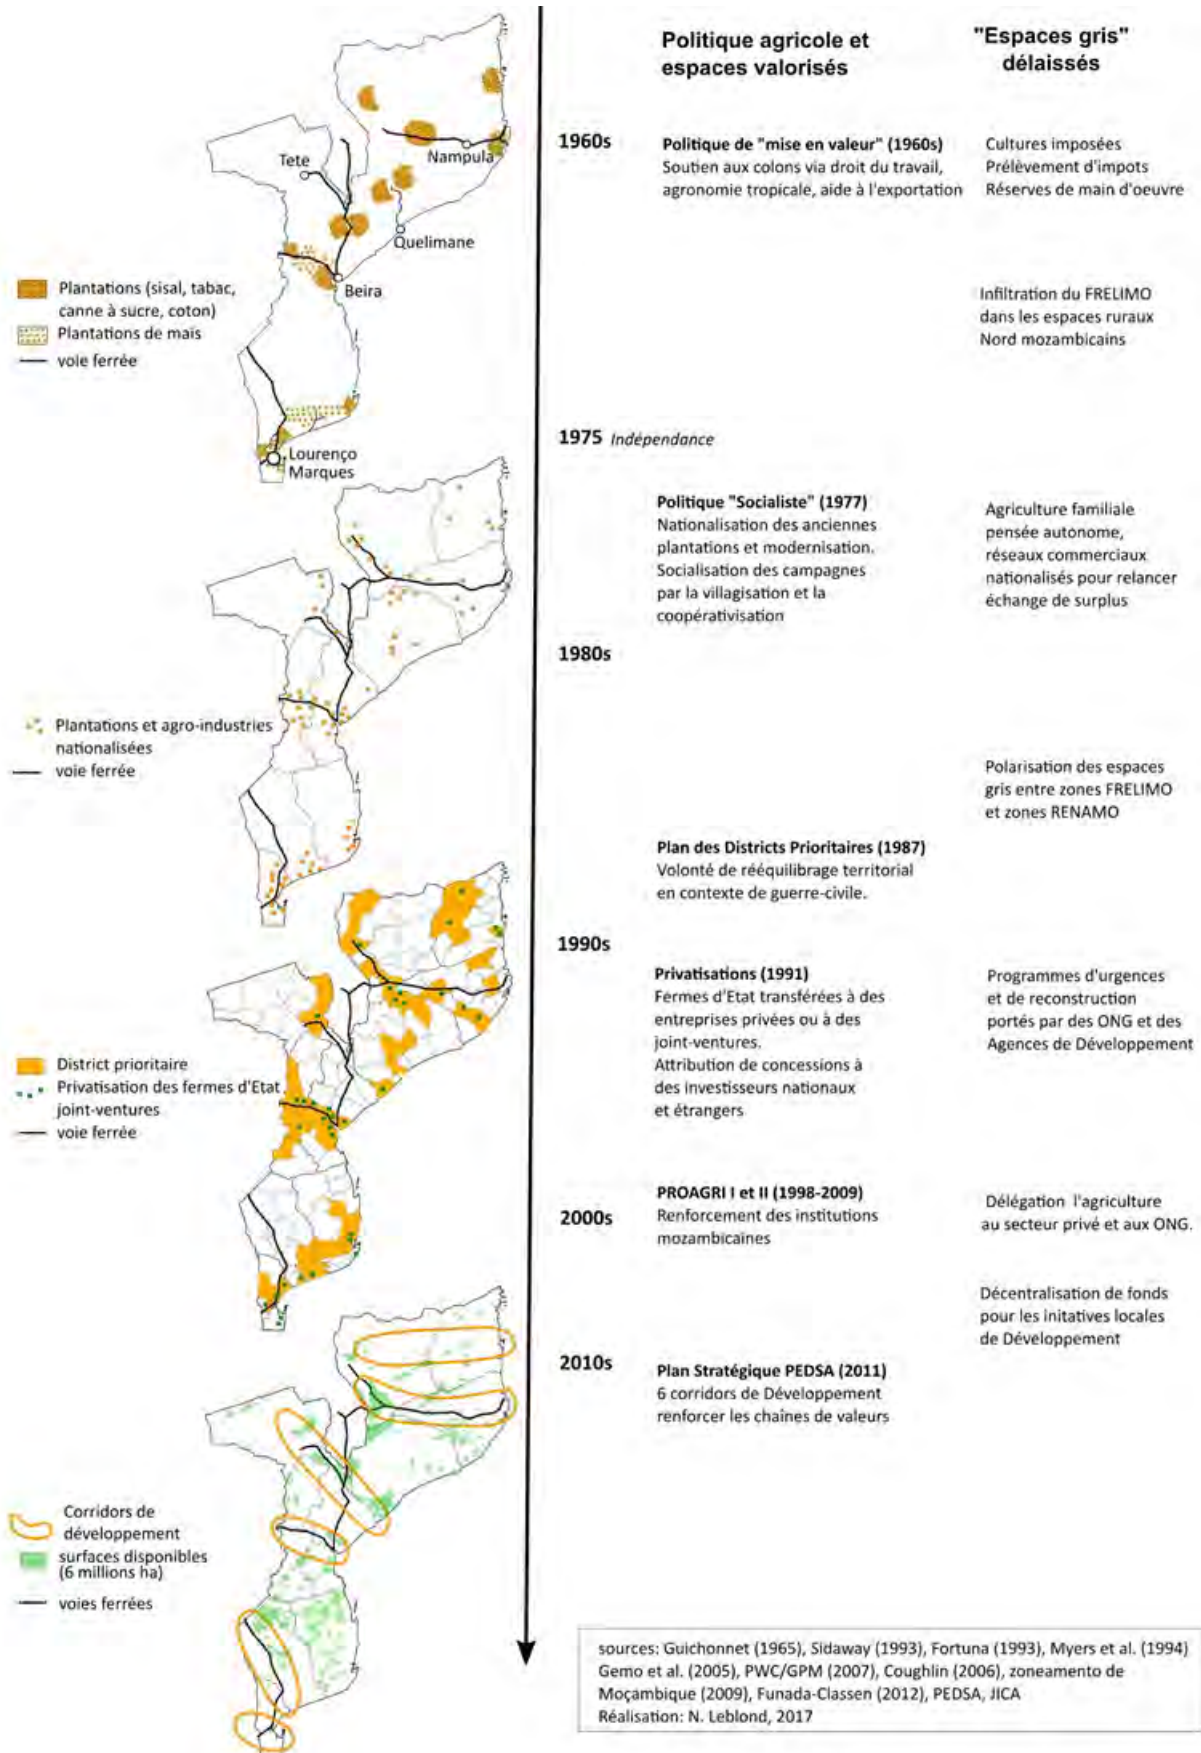 Politique agricole et
espaces valorisés
"Espaces gris"
délaissés
1960s
Politique de "mise en valeur" (1960s)
Soutien aux colons via droit du travail,
agronomie tropicale, aide à l'exportation
Cultures imposées
Prélèvement d'impots
Réserves de main d'oeuvre
Tete
Nampula
Quelimane
Beira
Lourenço
Marques
Plantations (sisal, tabac,
canne à sucre, coton)
Plantations de maïs
voie ferrée
Infiltration du FRELIMO
dans les espaces ruraux
Nord mozambicains
1975 Indépendance
Politique "Socialiste" (1977)
Nationalisation des anciennes
plantations et modernisation.
Socialisation des campagnes
par la villagisation et la
coopérativisation
Agriculture familiale
pensée autonome,
réseaux commerciaux
nationalisés pour relancer
échange de surplus
1980s
Plantations et agro-industries
nationalisées
voie ferrée
Polarisation des espaces
gris entre zones FRELIMO
et zones RENAMO
Plan des Districts Prioritaires (1987)
Volonté de rééquilibrage territorial
en contexte de guerre-civile.
1990s
Privatisations (1991)
Fermes d'Etat transférées à des
entreprises privées ou à des
joint-ventures.
Attribution de concessions à
des investisseurs nationaux
et étrangers
Programmes d'urgences
et de reconstruction
portés par des ONG et des
Agences de Développement
District prioritaire
Privatisation des fermes d'Etat
joint-ventures
voie ferrée
2000s
PROAGRI I et II (1998-2009)
Renforcement des institutions
mozambicaines
Délégation l'agriculture
au secteur privé et aux ONG.
Décentralisation de fonds
pour les initatives locales
de Développement
2010s
Plan Stratégique PEDSA (2011)
6 corridors de Développement
renforcer les chaînes de valeurs
Corridors de
développement
surfaces disponibles
(6 millions ha)
voies ferrées
sources: Guichonnet (1965), Sidaway (1993), Fortuna (1993), Myers et al. (1994)
Gemo et al. (2005), PWC/GPM (2007), Coughlin (2006), zoneamento de
Moçambique (2009), Funada-Classen (2012), PEDSA, JICA
Réalisation: N. Leblond, 2017